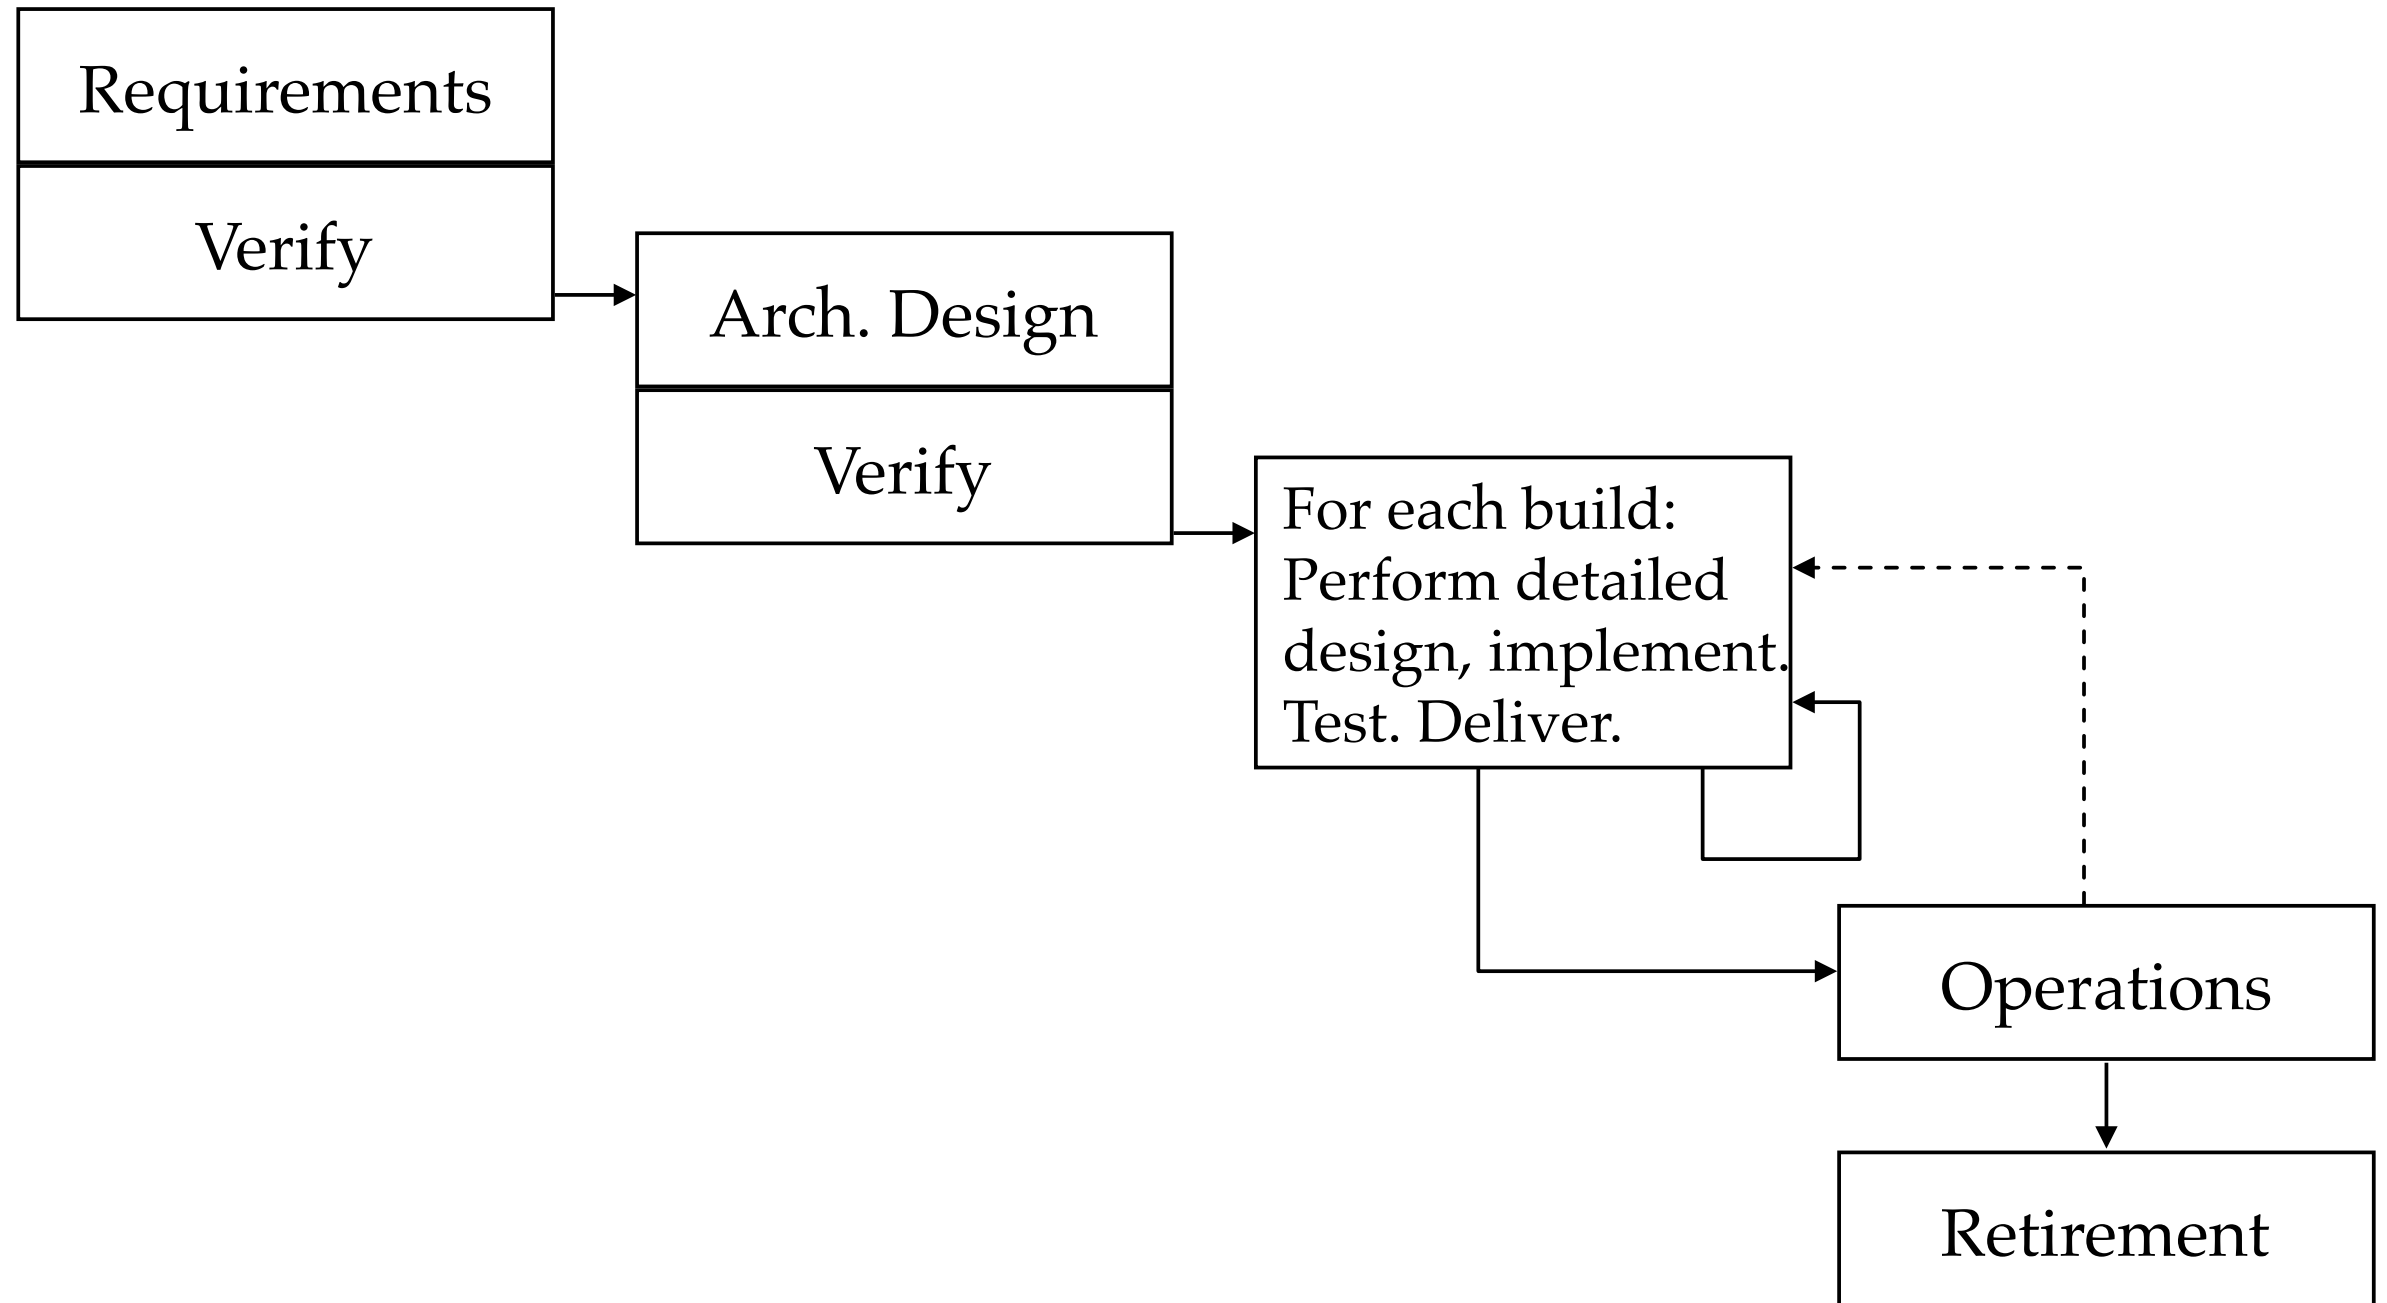 Requirements
Verify
Arch. Design
Verify
For each build:
Perform detailed
design, implement.
Test. Deliver.
Operations
Retirement